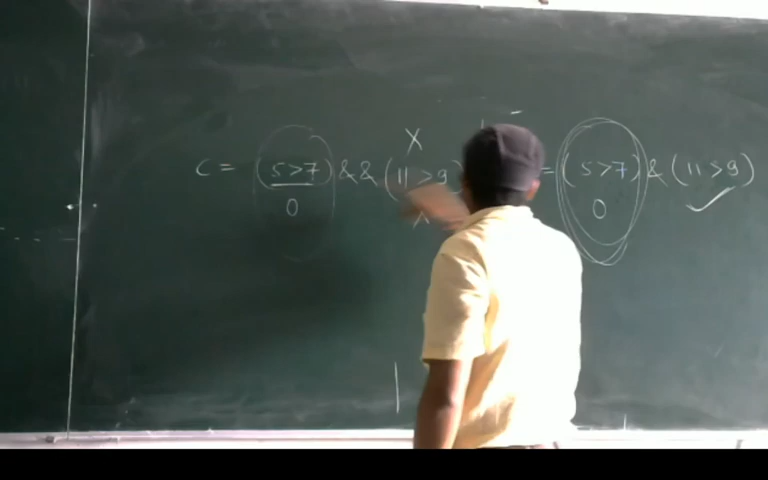 X
C = (5>7) && (11>9) = (5>7) & (11>9)
0 0